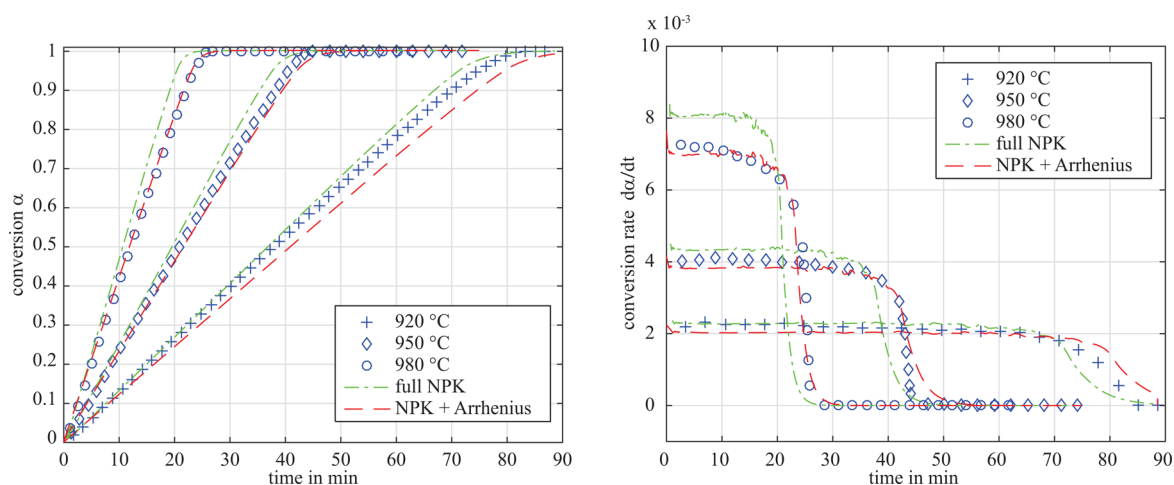 1
0.9
0.8
0.7
0.6
0.5
0.4
0.3
0.2
0.1
0
conversion α
920 °C
950 °C
980 °C
full NPK
NPK + Arrhenius
0 10 20 30 40 50 60 70 80 90
time in min
x 10⁻³
10
8
6
4
2
0
conversion rate dα/dt
920 °C
950 °C
980 °C
full NPK
NPK + Arrhenius
0 10 20 30 40 50 60 70 80 90
time in min